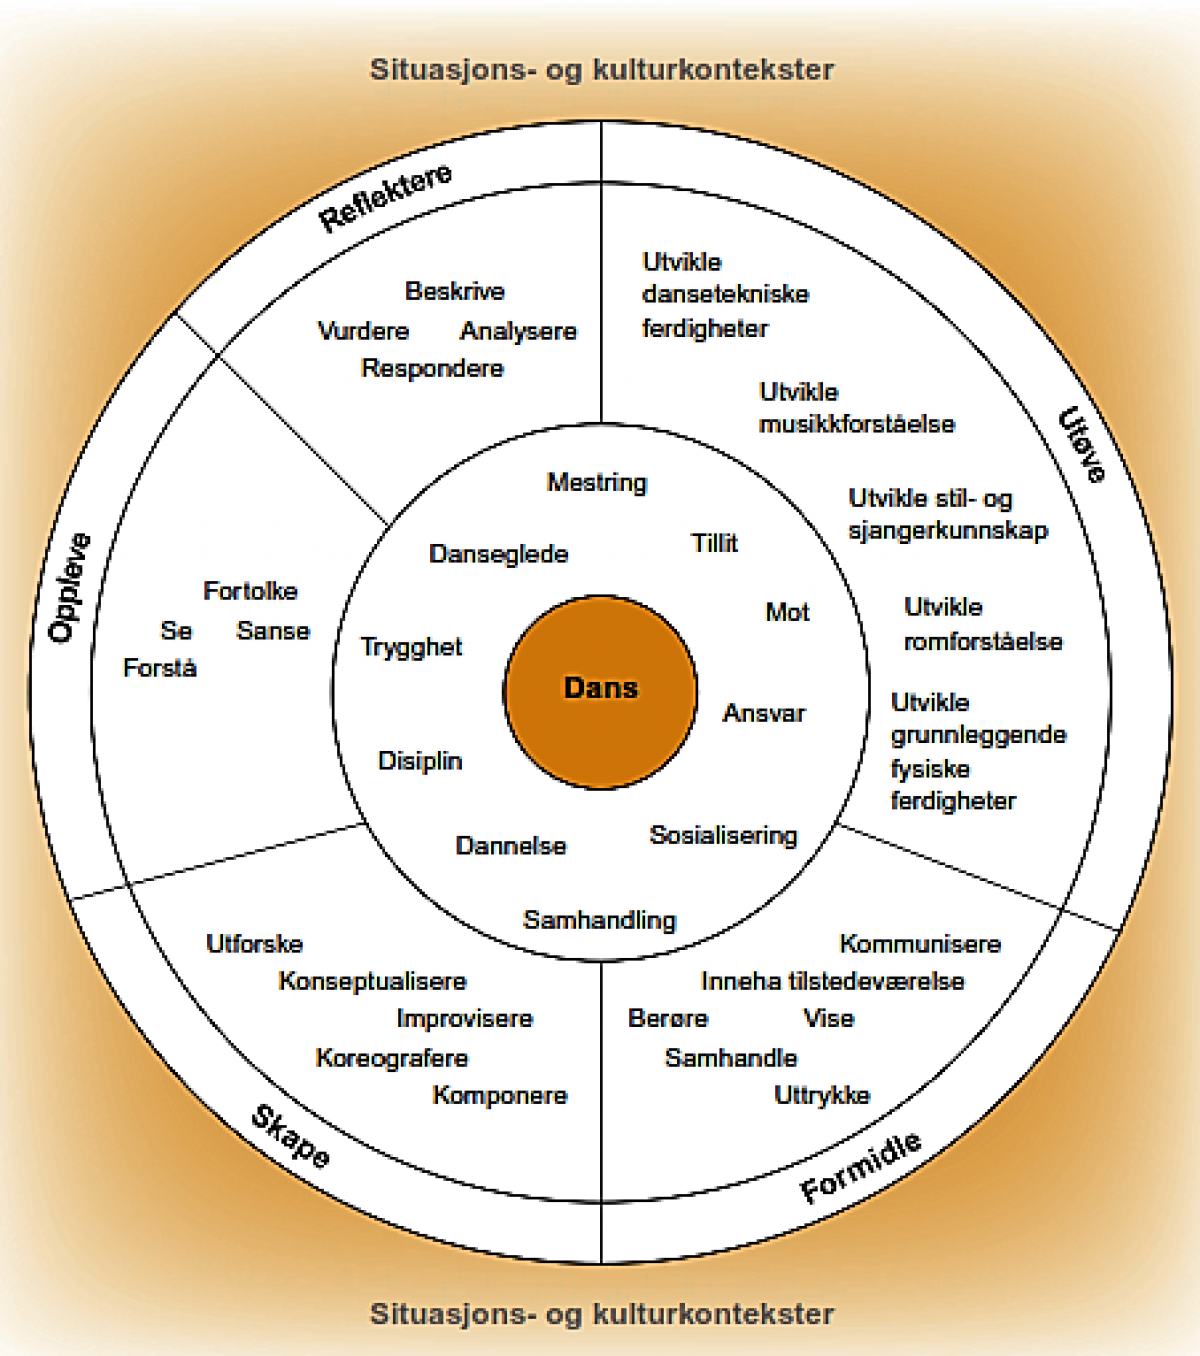 Situasjons- og kulturkontekster
Reflektere
Beskrive
Vurdere Analysere
Respondere
Utøve
Utvikle
dansetekniske
ferdigheter
Utvikle
musikkforståelse
Utvikle stil- og
sjangerkunnskap
Utvikle
romforståelse
Utvikle
grunnleggende
fysiske
ferdigheter
Oppleve
Fortolke
Se Sanse
Forstå
Mestring
Danseglede
Tillit
Mot
Trygghet
Dans
Ansvar
Disiplin
Sosialisering
Dannelse
Samhandling
Skape
Utforske
Konseptualisere
Improvisere
Koreografere
Komponere
Formidle
Kommunisere
Inneha tilstedeværelse
Berøre Vise
Samhandle
Uttrykke
Situasjons- og kulturkontekster